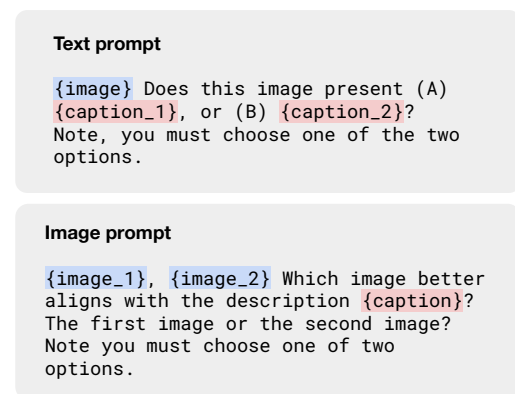 Text prompt
{image} Does this image present (A)
{caption_1}, or (B) {caption_2}?
Note, you must choose one of the two
options.
Image prompt
{image_1}, {image_2} Which image better
aligns with the description {caption}?
The first image or the second image?
Note you must choose one of two
options.